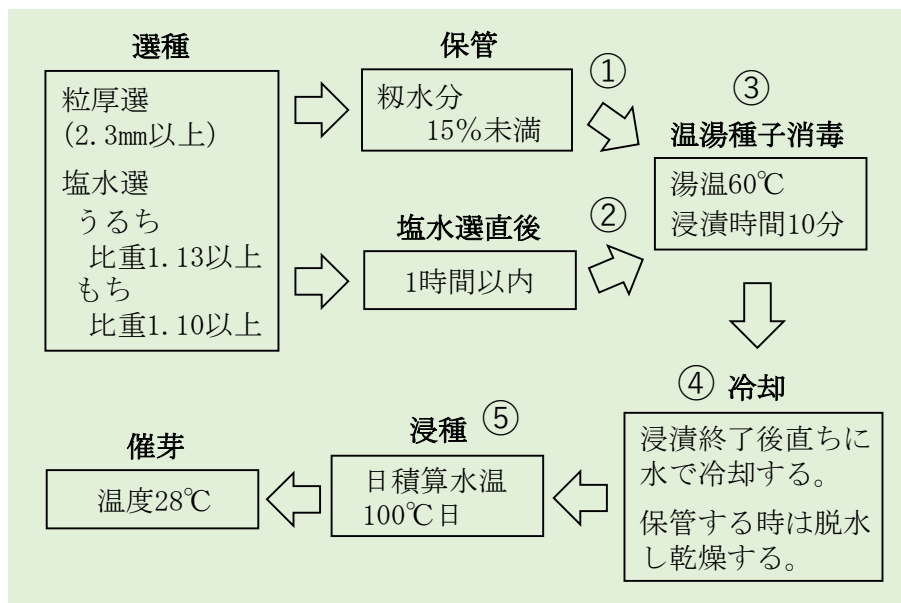 選種
粒厚選
(2.3mm以上)
塩水選
うるち
比重1.13以上
もち
比重1.10以上
保管
籾水分
15％未満
①
塩水選直後
1時間以内
②
③
温湯種子消毒
湯温60℃
浸漬時間10分
④ 冷却
浸漬終了後直ちに
水で冷却する。
保管する時は脱水
し乾燥する。
浸種 ⑤
日積算水温
100℃日
催芽
温度28℃